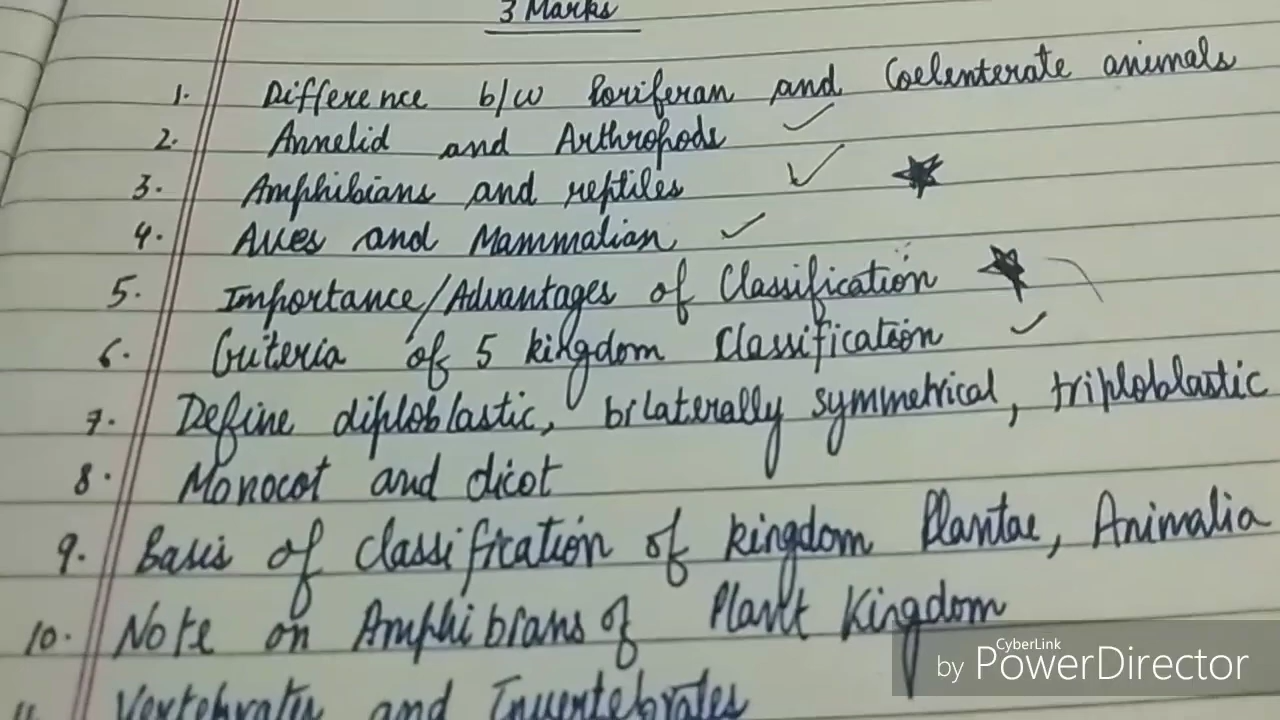 3 Marks
1. Difference b/w Poriferan and Coelenterate animals
2. Annelid and Arthropods
3. Amphibians and reptiles
4. Aves and Mammalian
5. Importance/Advantages of Classification
6. Criteria of 5 kingdom Classification
7. Define diploblastic, bilaterally symmetrical, triploblastic
8. Monocot and dicot
9. Basis of classification of kingdom Plantae, Animalia
10. Note on Amphibians of Plant Kingdom
11. Vertebrates and Invertebrates
CyberLink
by PowerDirector